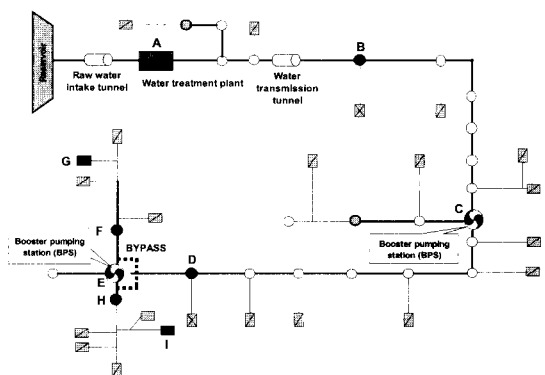 A
B
Reservoir
Raw water
intake tunnel
Water treatment plant
Water
transmission
tunnel
G
C
Booster pumping
station (BPS)
F
Booster pumping
station (BPS)
BYPASS
D
E
H
I